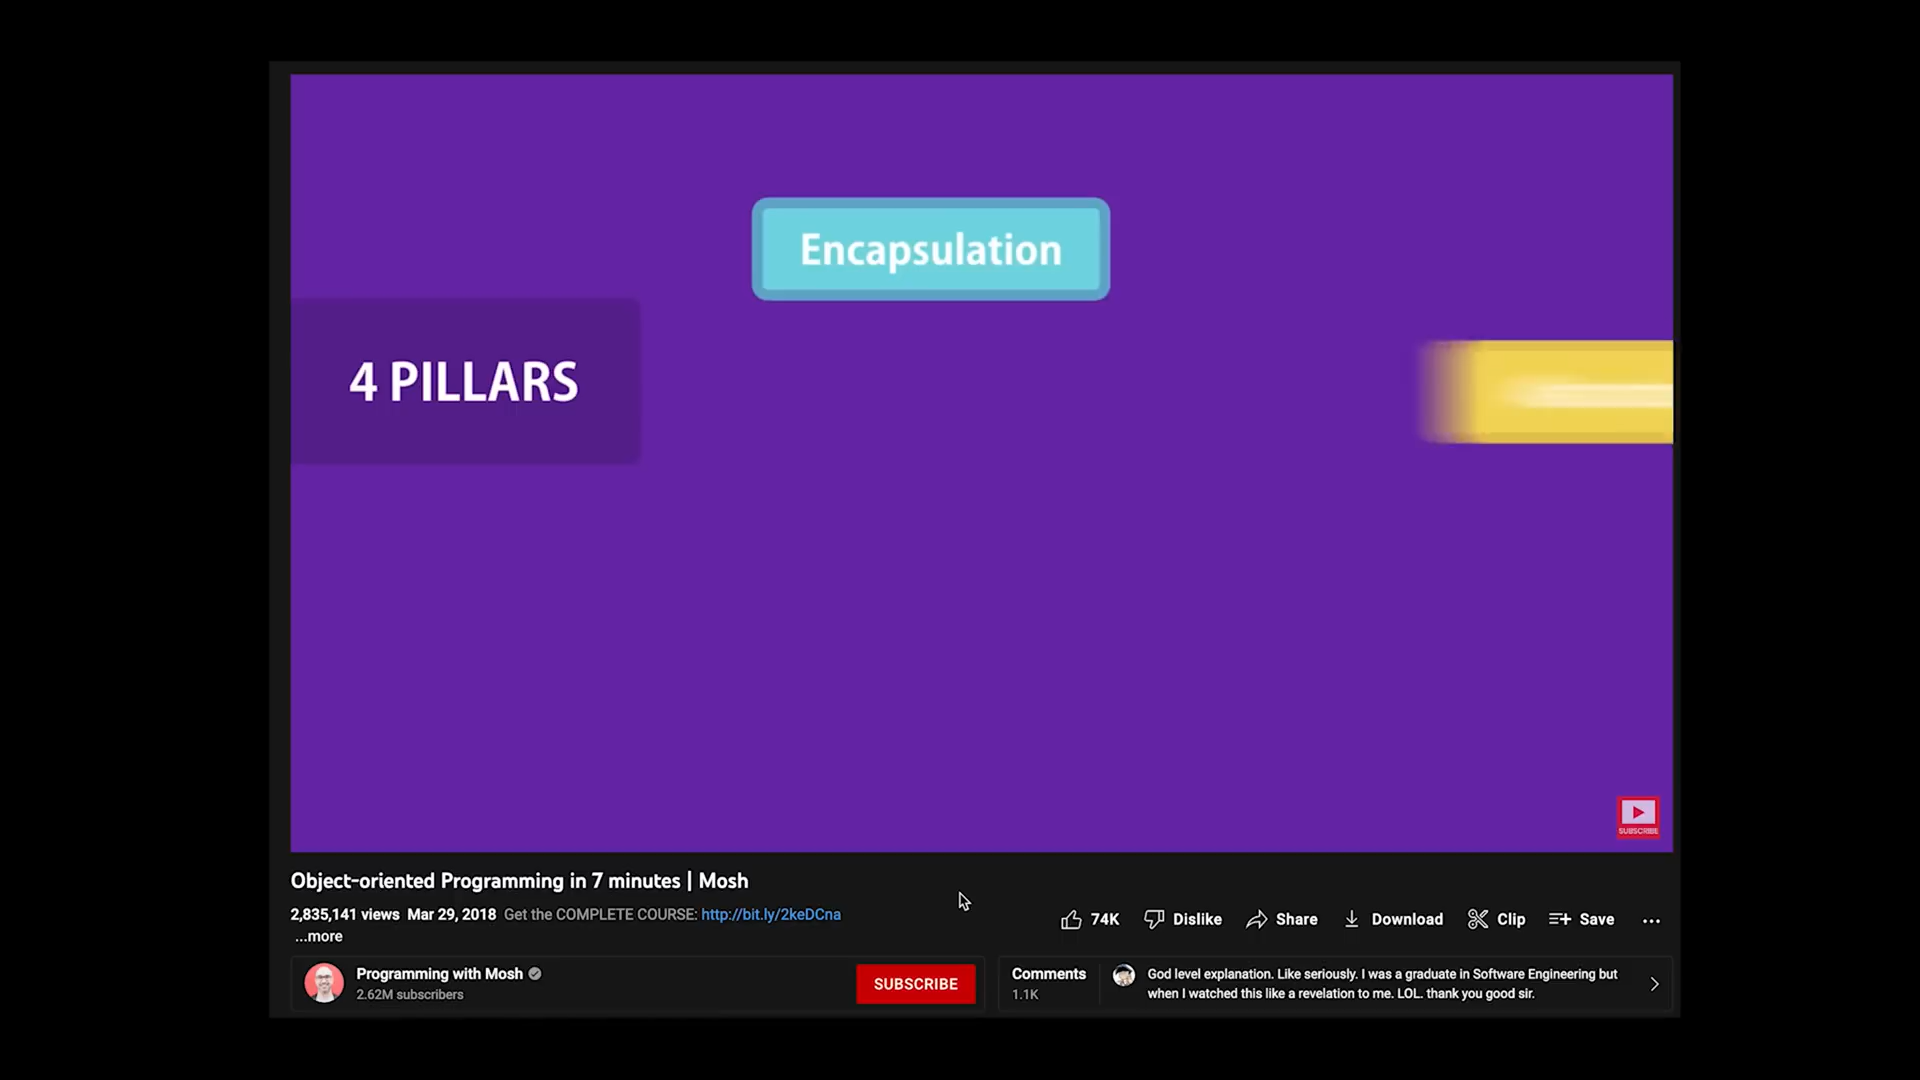 Encapsulation
4 PILLARS
SUBSCRIBE
Object-oriented Programming in 7 minutes | Mosh
2,835,141 views Mar 29, 2018 Get the COMPLETE COURSE: http://bit.ly/2keDCna
...more
74K Dislike Share Download Clip Save ...
Programming with Mosh
2.62M subscribers
SUBSCRIBE
Comments
1.1K
God level explanation. Like seriously. I was a graduate in Software Engineering but
when I watched this like a revelation to me. LOL. thank you good sir.